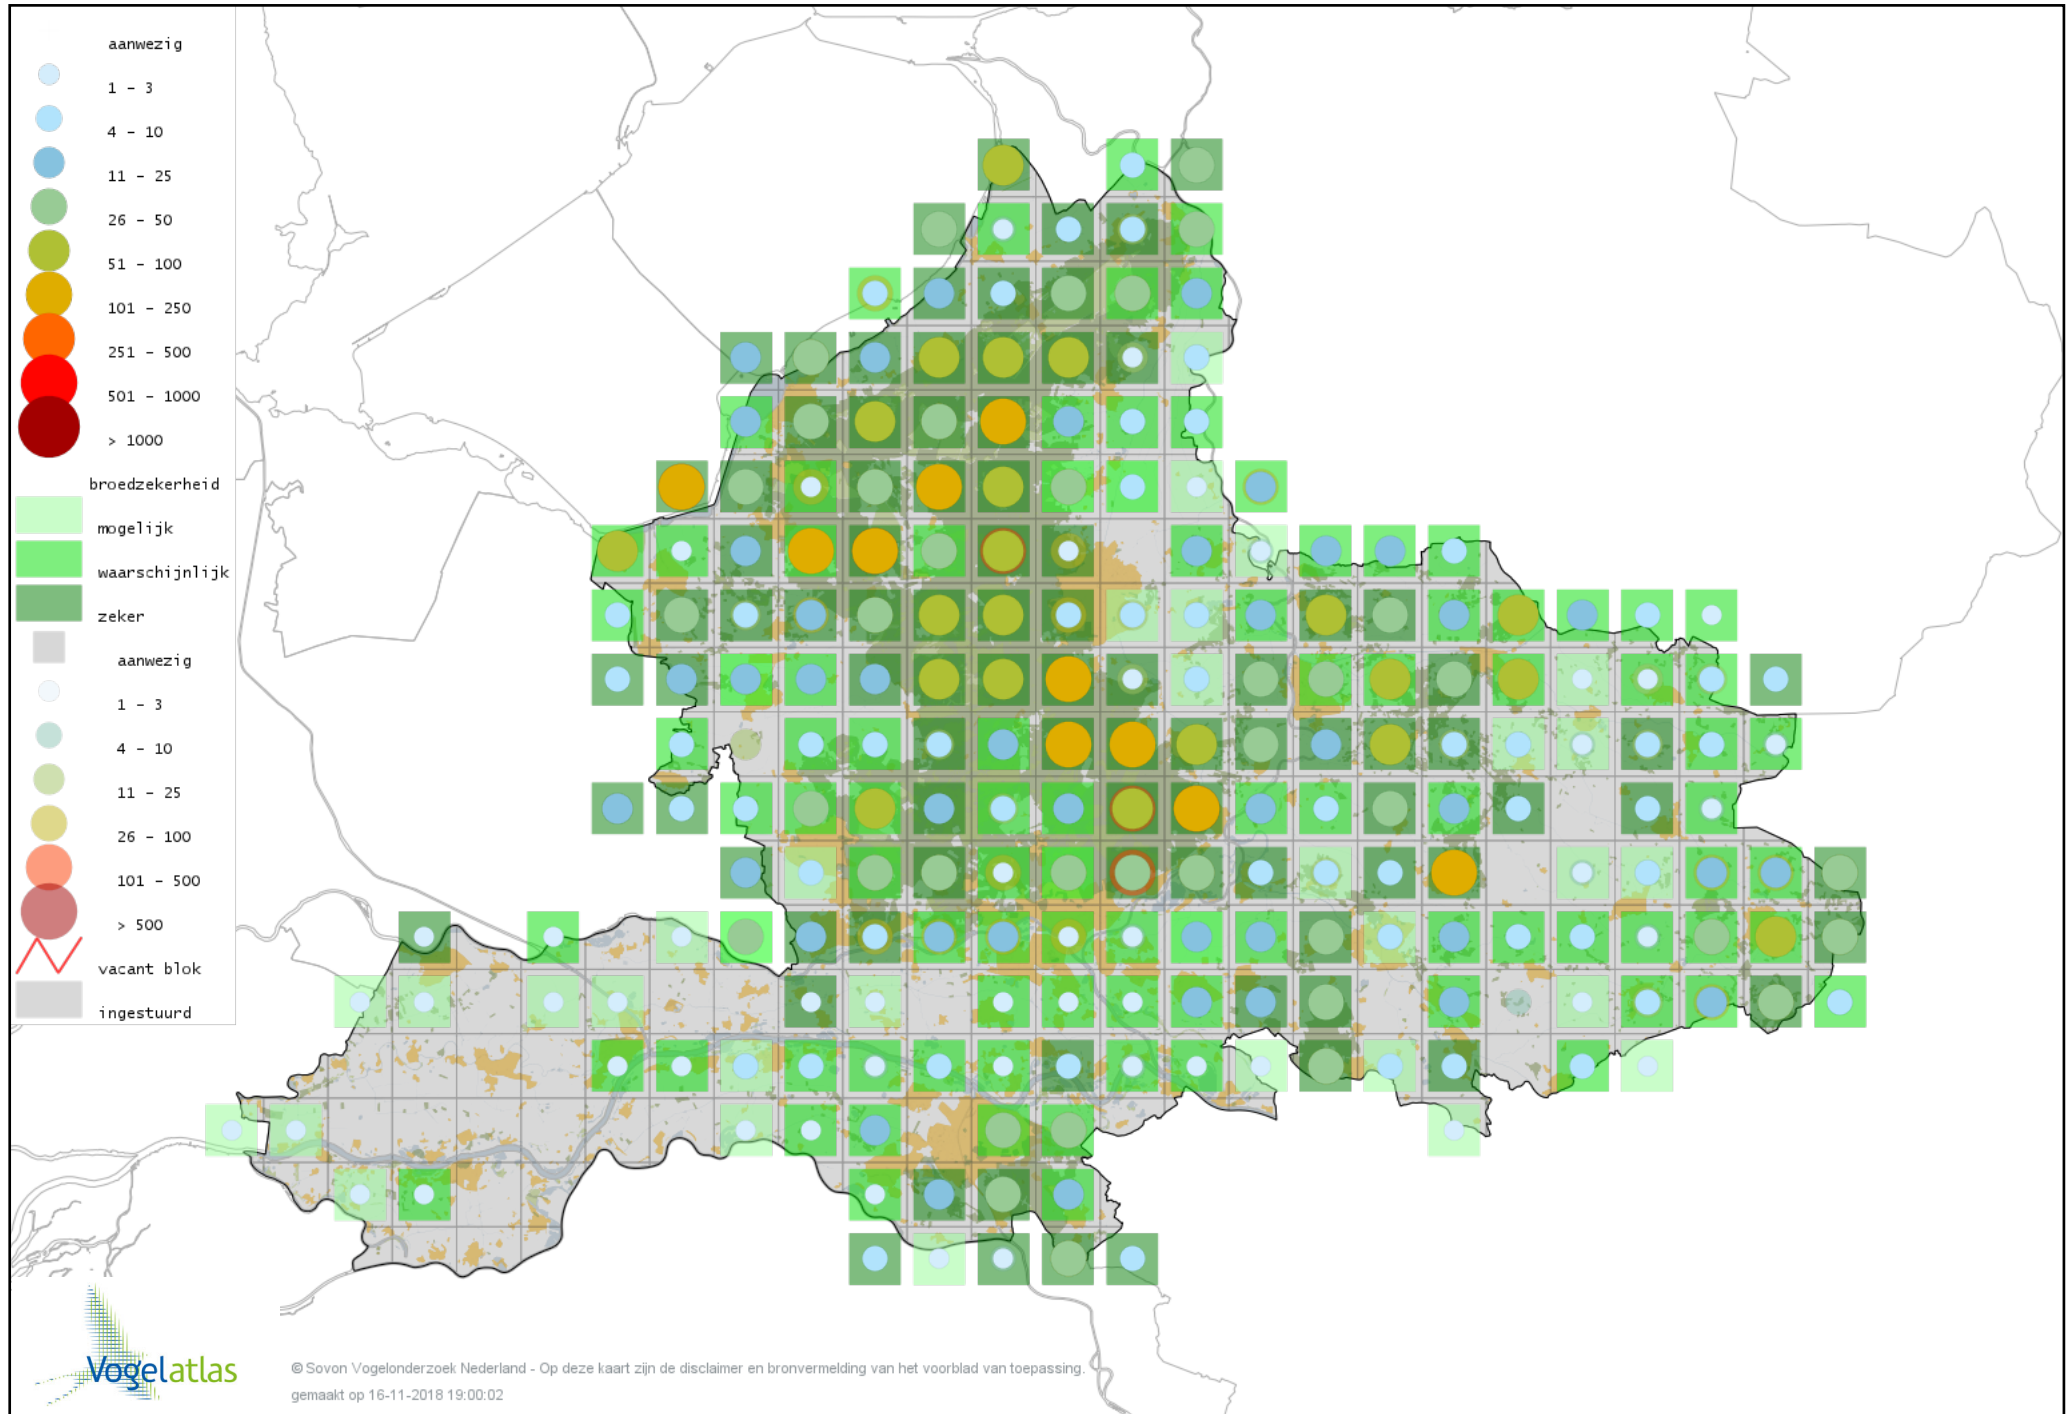 aanwezig
1 - 3
4 - 10
11 - 25
26 - 50
51 - 100
101 - 250
251 - 500
501 - 1000
> 1000
broedzekerheid
mogelijk
waarschijnlijk
zeker
aanwezig
1 - 3
4 - 10
11 - 25
26 - 100
101 - 500
> 500
vacant blok
ingestuurd
Vogelatlas
© Sovon Vogelonderzoek Nederland - Op deze kaart zijn de disclaimer en bronvermelding van het voorblad van toepassing.
gemaakt op 16-11-2018 19:00:02